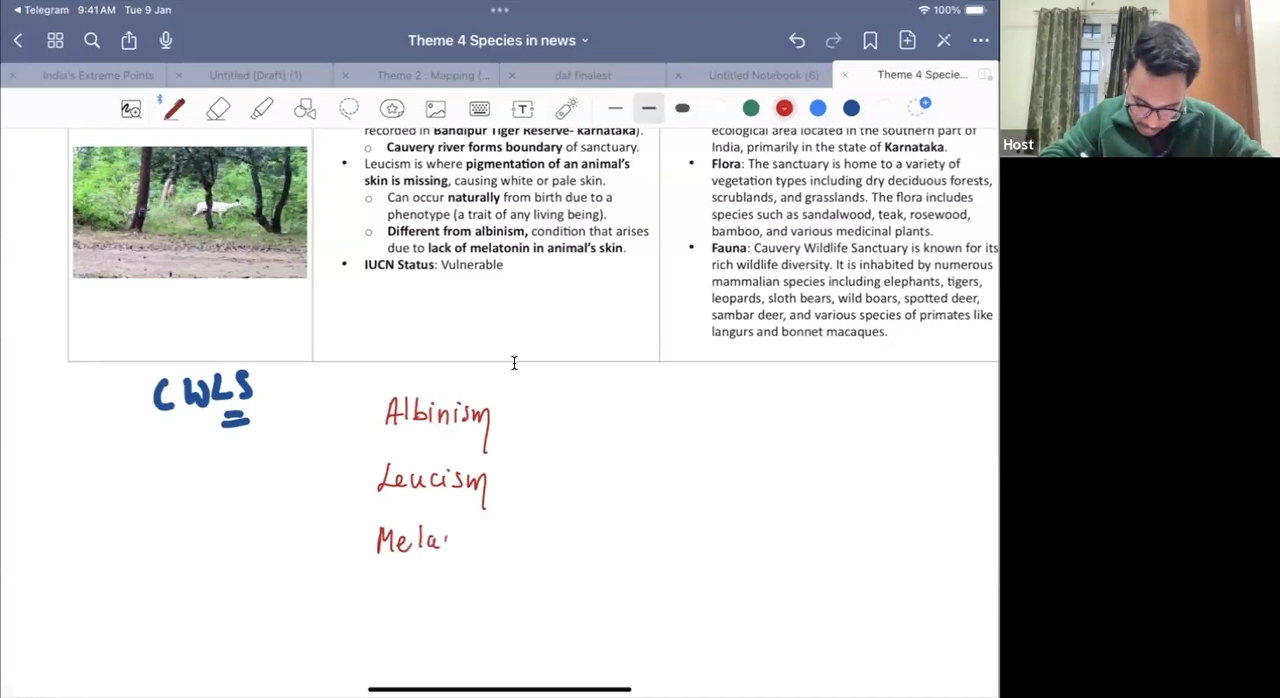 Telegram 9:41 AM Tue 9 Jan
100%
Theme 4 Species in news
India's Extreme Points
Untitled (Draft) (1)
Theme 2 : Mapping (...
daf finalest
Untitled Notebook (6)
Theme 4 Specie...
Host
recorded in Bandipur Tiger Reserve- karnataka).
o Cauvery river forms boundary of sanctuary.
• Leucism is where pigmentation of an animal's
skin is missing, causing white or pale skin.
o Can occur naturally from birth due to a
phenotype (a trait of any living being).
o Different from albinism, condition that arises
due to lack of melatonin in animal's skin.
• IUCN Status: Vulnerable
ecological area located in the southern part of
India, primarily in the state of Karnataka.
• Flora: The sanctuary is home to a variety of
vegetation types including dry deciduous forests,
scrublands, and grasslands. The flora includes
species such as sandalwood, teak, rosewood,
bamboo, and various medicinal plants.
• Fauna: Cauvery Wildlife Sanctuary is known for its
rich wildlife diversity. It is inhabited by numerous
mammalian species including elephants, tigers,
leopards, sloth bears, wild boars, spotted deer,
sambar deer, and various species of primates like
langurs and bonnet macaques.
CWLS
Albinism
Leucism
Mela